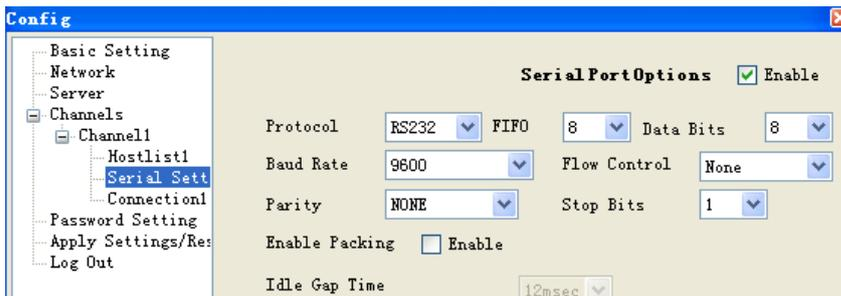 Config
Basic Setting
Network
Server
Channels
Channel1
Hostlist1
Serial Sett
Connection1
Password Setting
Apply Settings/Res
Log Out
SerialPortOptions Enable
Protocol RS232 FIFO 8 Data Bits 8
Baud Rate 9600 Flow Control None
Parity NONE Stop Bits 1
Enable Packing Enable
Idle Gap Time 12msec